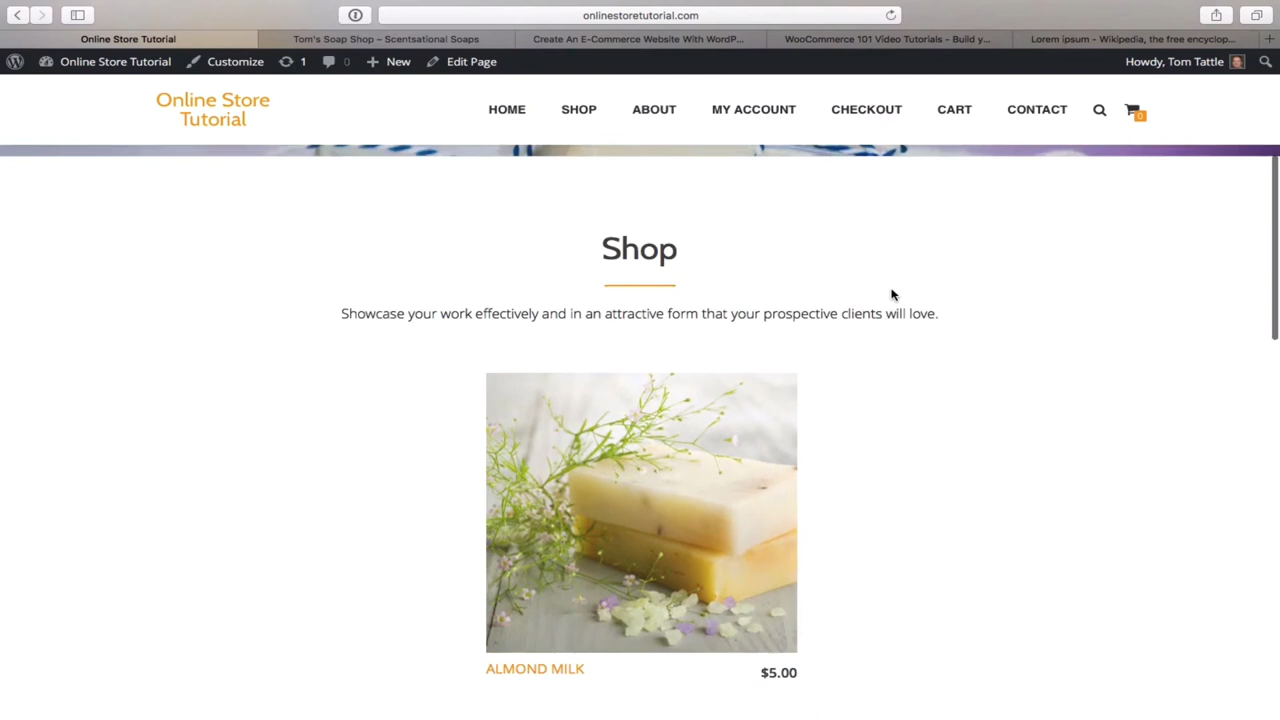 onlinestoretutorial.com
Online Store Tutorial
Tom's Soap Shop – Scentsational Soaps
Create An E-Commerce Website With WordP...
WooCommerce 101 Video Tutorials - Build y...
Lorem ipsum - Wikipedia, the free encyclop...
Online Store Tutorial
Customize
1
0
New
Edit Page
Howdy, Tom Tattle
Online Store
Tutorial
HOME
SHOP
ABOUT
MY ACCOUNT
CHECKOUT
CART
CONTACT
0
Shop
Showcase your work effectively and in an attractive form that your prospective clients will love.
ALMOND MILK
$5.00